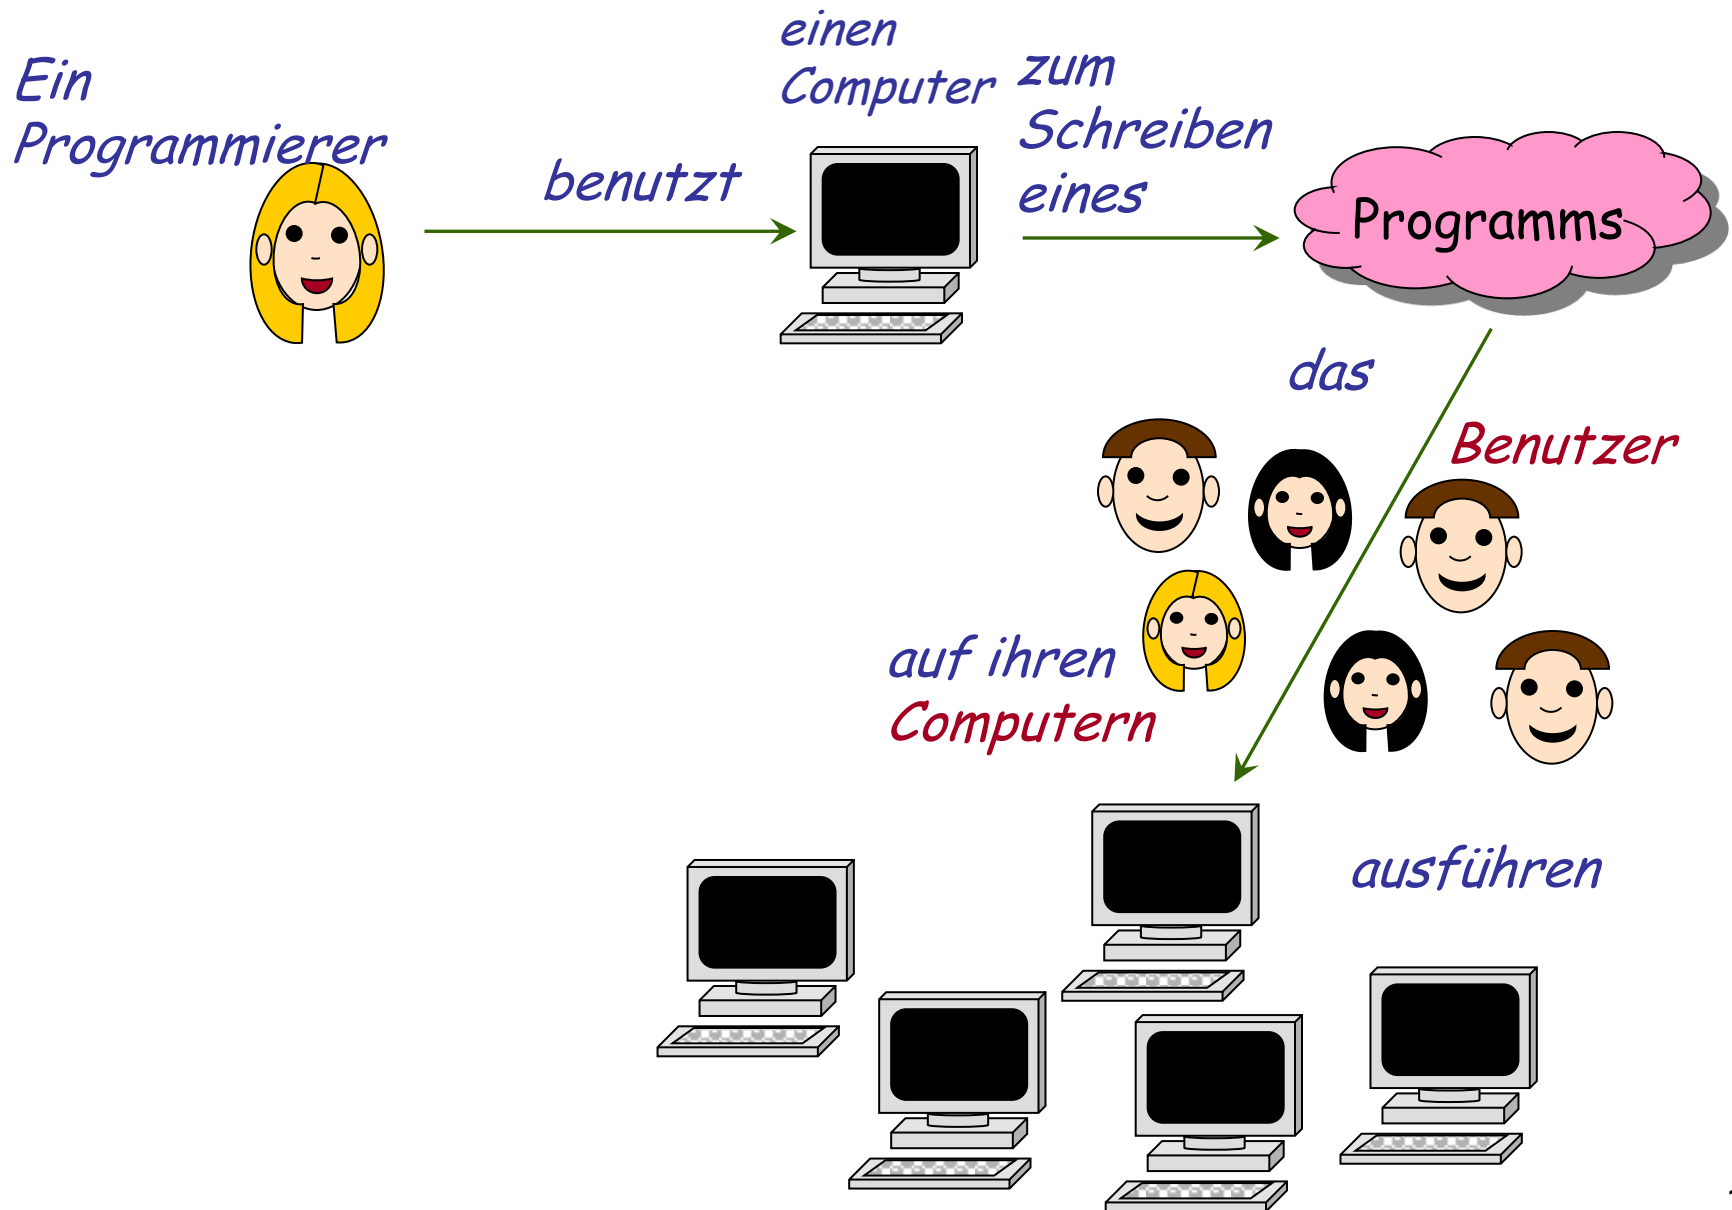 Ein
Programmierer
benutzt
einen
Computer
zum
Schreiben
eines
Programms
das
Benutzer
auf ihren
Computern
ausführen